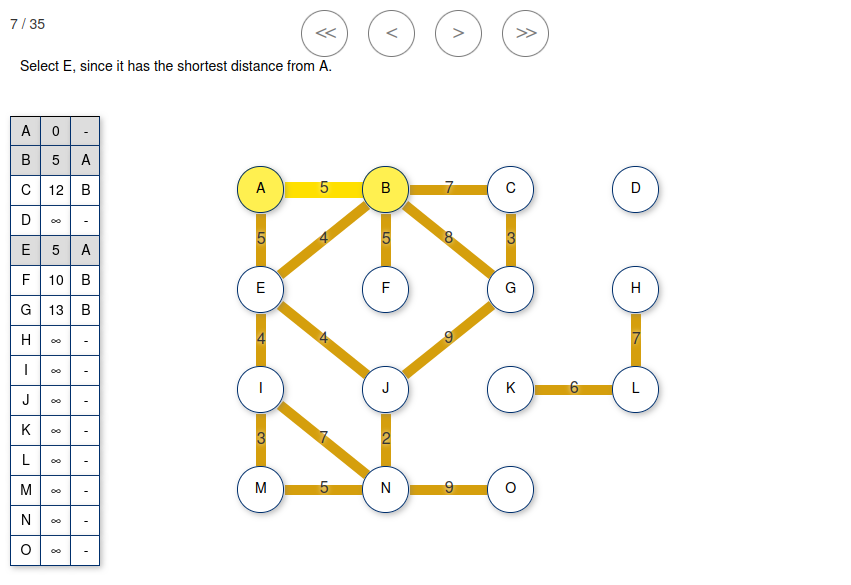 7 / 35
<< < > >>
Select E, since it has the shortest distance from A.
A 0 -
B 5 A
C 12 B
D ∞ -
E 5 A
F 10 B
G 13 B
H ∞ -
I ∞ -
J ∞ -
K ∞ -
L ∞ -
M ∞ -
N ∞ -
O ∞ -
A 5 B 7 C D
5 4 5 8 3
E F G H
4 4 9 7
I J K 6 L
3 7 2
M 5 N 9 O